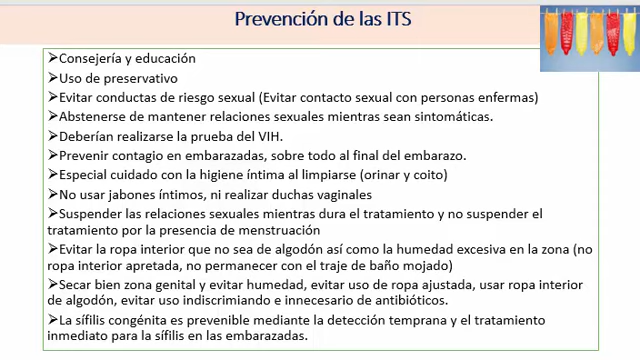 Prevención de las ITS
➢Consejería y educación
➢Uso de preservativo
➢Evitar conductas de riesgo sexual (Evitar contacto sexual con personas enfermas)
➢Abstenerse de mantener relaciones sexuales mientras sean sintomáticas.
➢Deberían realizarse la prueba del VIH.
➢Prevenir contagio en embarazadas, sobre todo al final del embarazo.
➢Especial cuidado con la higiene íntima al limpiarse (orinar y coito)
➢No usar jabones íntimos, ni realizar duchas vaginales
➢Suspender las relaciones sexuales mientras dura el tratamiento y no suspender el
tratamiento por la presencia de menstruación
➢Evitar la ropa interior que no sea de algodón así como la humedad excesiva en la zona (no
ropa interior apretada, no permanecer con el traje de baño mojado)
➢Secar bien zona genital y evitar humedad, evitar uso de ropa ajustada, usar ropa interior
de algodón, evitar uso indiscrimiando e innecesario de antibióticos.
➢La sífilis congénita es prevenible mediante la detección temprana y el tratamiento
inmediato para la sífilis en las embarazadas.